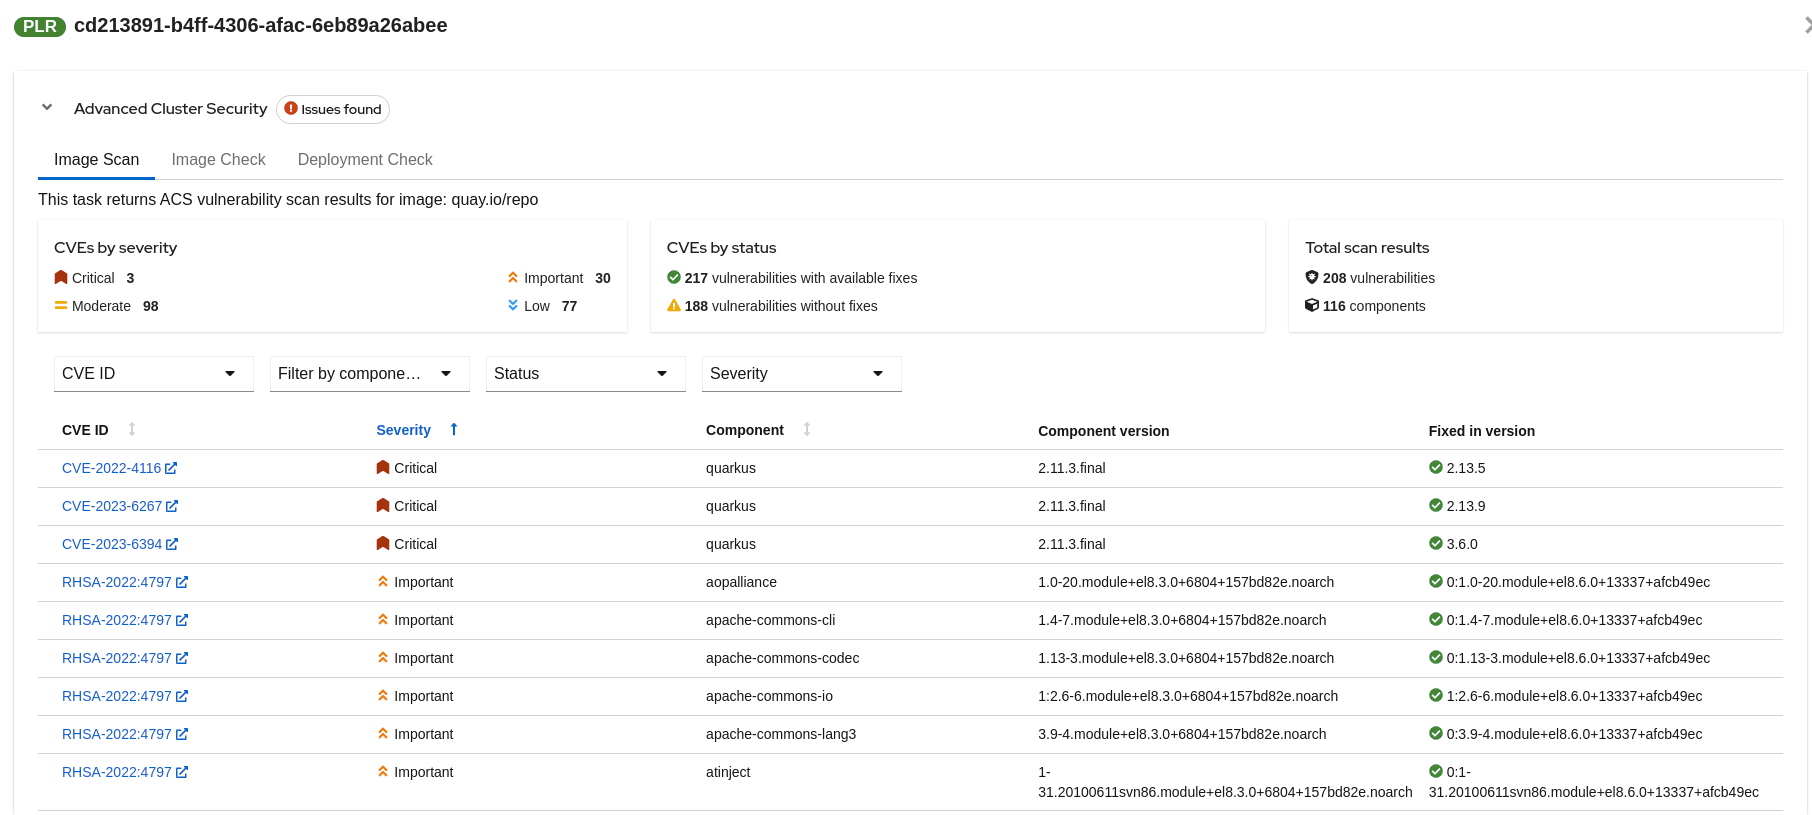 PLR cd213891-b4ff-4306-afac-6eb89a26abee
Advanced Cluster Security Issues found
Image Scan Image Check Deployment Check
This task returns ACS vulnerability scan results for image: quay.io/repo
CVEs by severity
Critical 3 Important 30
Moderate 98 Low 77
CVEs by status
217 vulnerabilities with available fixes
188 vulnerabilities without fixes
Total scan results
208 vulnerabilities
116 components
CVE ID Filter by compone… Status Severity
CVE ID Severity Component Component version Fixed in version
CVE-2022-4116 Critical quarkus 2.11.3.final 2.13.5
CVE-2023-6267 Critical quarkus 2.11.3.final 2.13.9
CVE-2023-6394 Critical quarkus 2.11.3.final 3.6.0
RHSA-2022:4797 Important aopalliance 1.0-20.module+el8.3.0+6804+157bd82e.noarch 0:1.0-20.module+el8.6.0+13337+afcb49ec
RHSA-2022:4797 Important apache-commons-cli 1.4-7.module+el8.3.0+6804+157bd82e.noarch 0:1.4-7.module+el8.6.0+13337+afcb49ec
RHSA-2022:4797 Important apache-commons-codec 1.13-3.module+el8.3.0+6804+157bd82e.noarch 0:1.13-3.module+el8.6.0+13337+afcb49ec
RHSA-2022:4797 Important apache-commons-io 1:2.6-6.module+el8.3.0+6804+157bd82e.noarch 1:2.6-6.module+el8.6.0+13337+afcb49ec
RHSA-2022:4797 Important apache-commons-lang3 3.9-4.module+el8.3.0+6804+157bd82e.noarch 0:3.9-4.module+el8.6.0+13337+afcb49ec
RHSA-2022:4797 Important atinject 1- 0:1-
31.20100611svn86.module+el8.3.0+6804+157bd82e.noarch 31.20100611svn86.module+el8.6.0+13337+afcb49ec